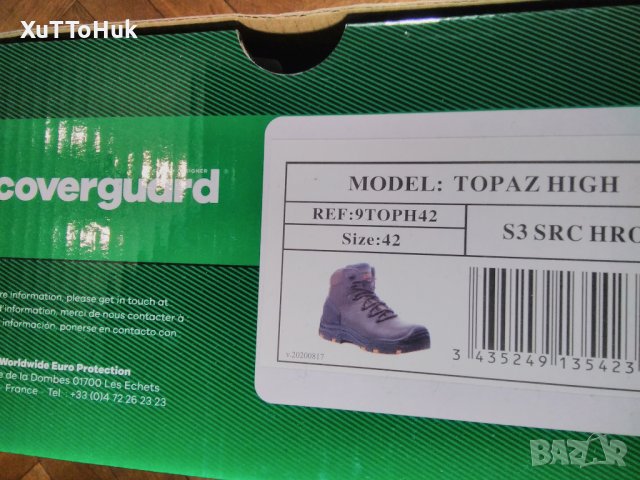 XuTToHuk
coverguard
MODEL: TOPAZ HIGH
REF:9TOPH42
Size:42
S3 SRC HRO
v.20200817
3 435249 135423
re information, please get in touch at
d'information, merci de nous contacter à
información, ponerse en contacto con
Worldwide Euro Protection
e de la Dombes 01700 Les Echets
- France - Tel : +33 (0)4 72 26 23 23
BAZAR